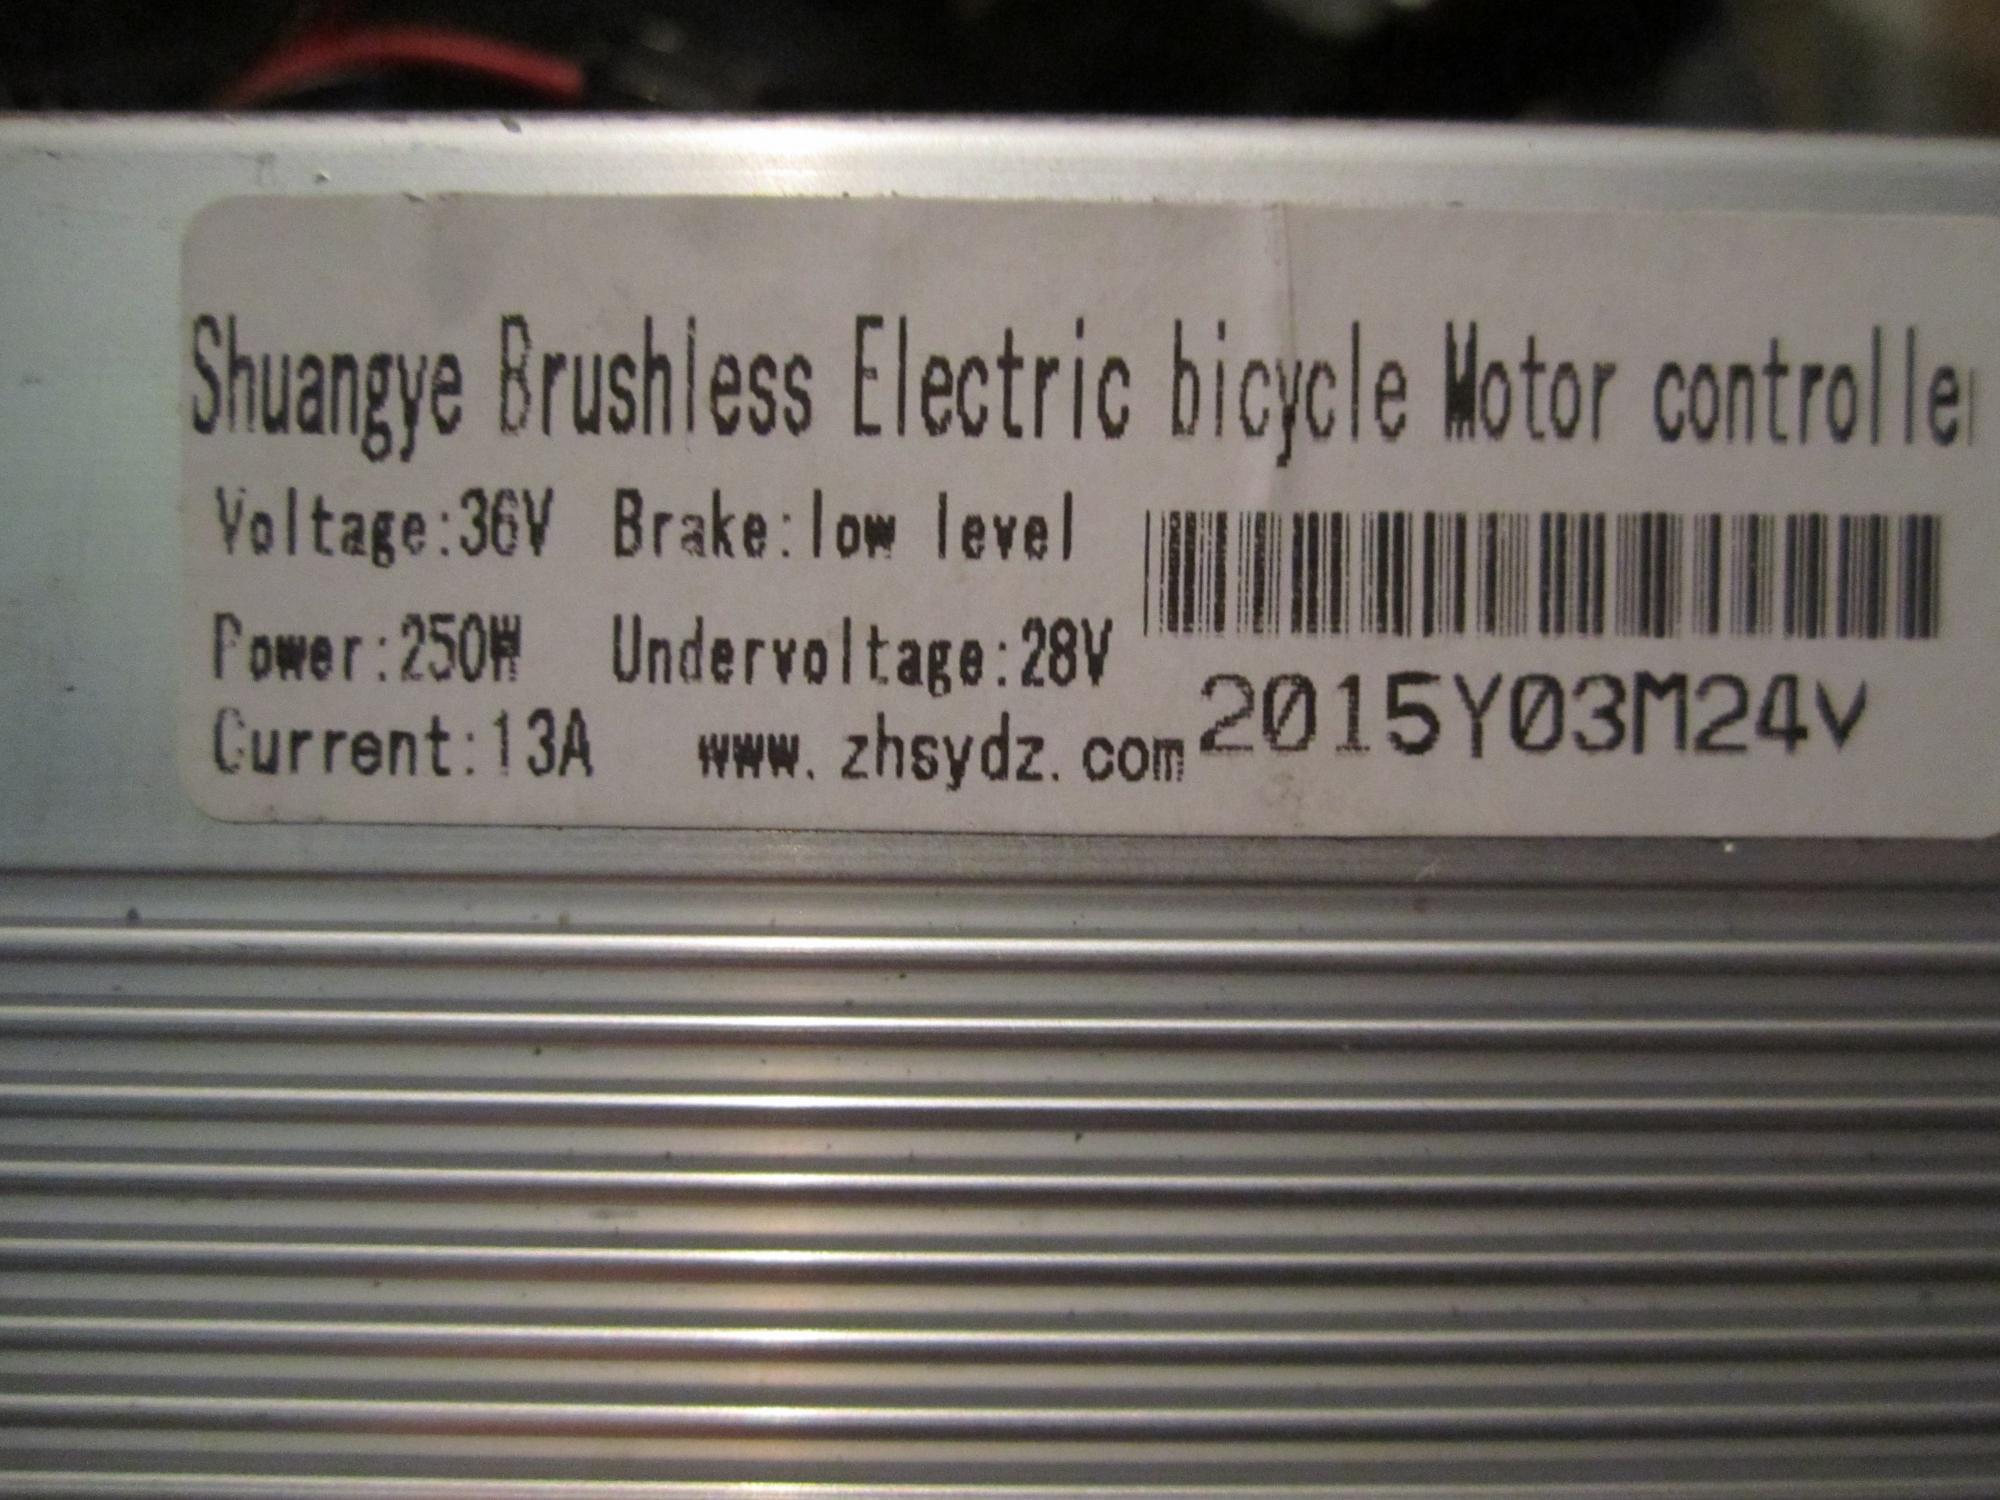 Shuangye Brushless Electric bicycle Motor controller
Voltage:36V Brake:low level
Power:250W Undervoltage:28V
Current:13A www.zhsydz.com
2015Y03M24V